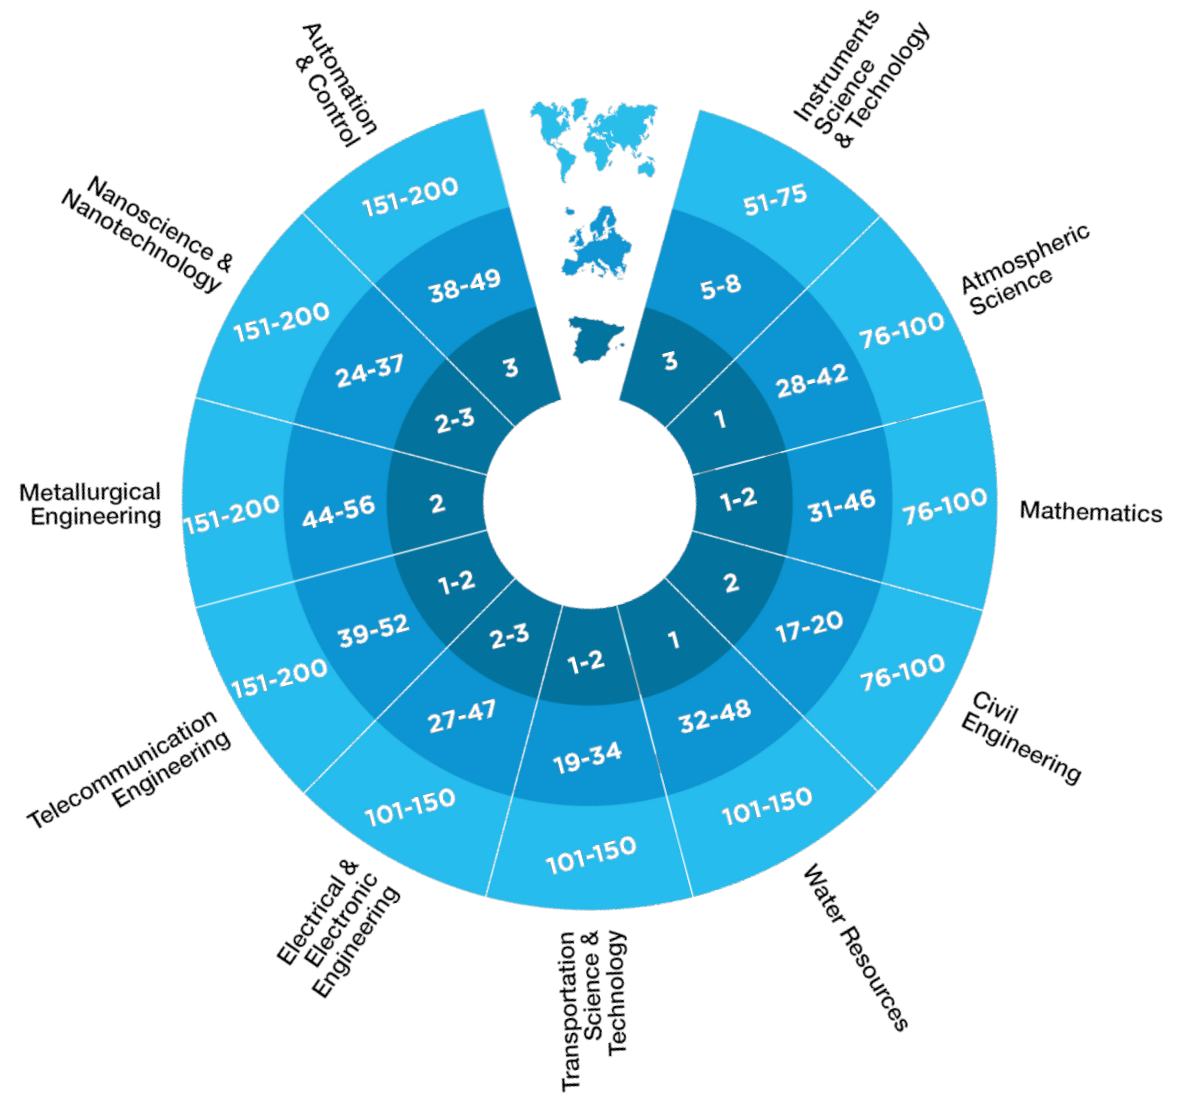 Instruments
Science
& Technology
51-75
5-8
3
Atmospheric
Science
76-100
28-42
1
Mathematics
76-100
31-46
1-2
Civil
Engineering
76-100
17-20
2
Water Resources
101-150
32-48
1
Transportation
Science &
Technology
101-150
19-34
1-2
Electrical &
Electronic
Engineering
101-150
27-47
2-3
Telecommunication
Engineering
151-200
39-52
1-2
Metallurgical
Engineering
151-200
44-56
2
Nanoscience &
Nanotechnology
151-200
24-37
2-3
Automation
& Control
151-200
38-49
3